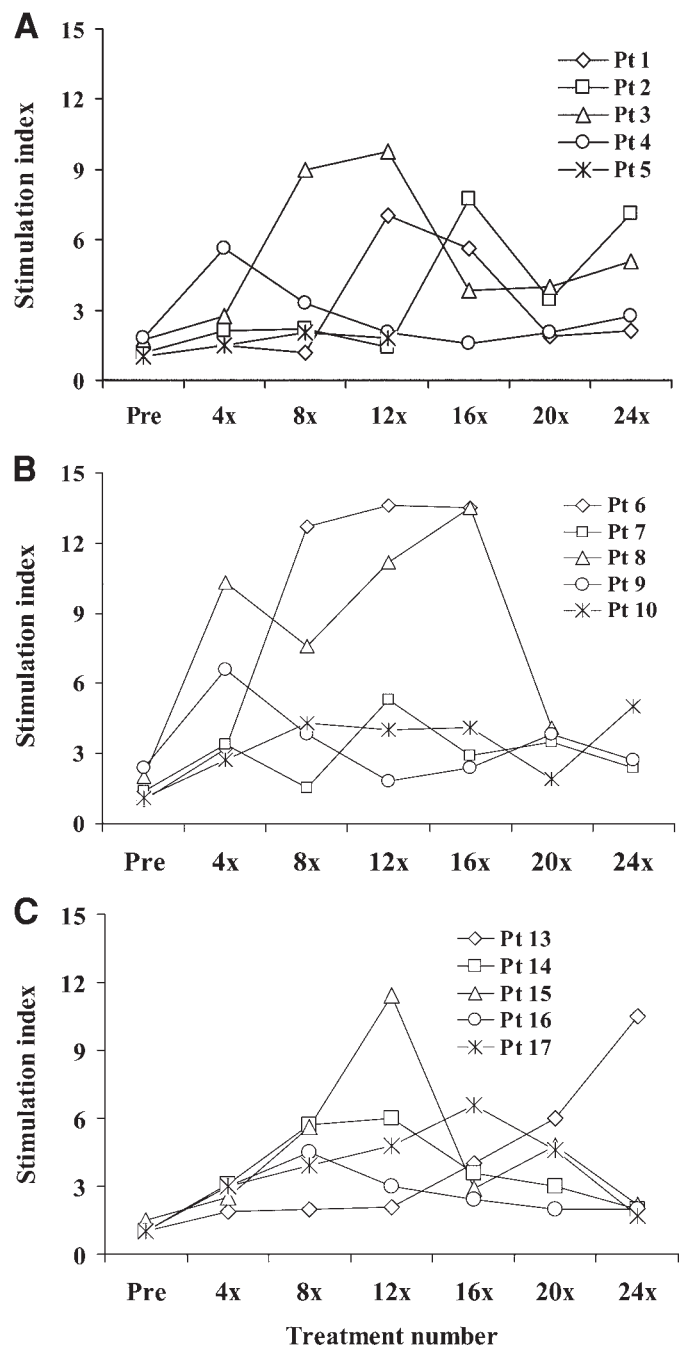 A
15
12
9
6
3
0
Stimulation index
Pt 1
Pt 2
Pt 3
Pt 4
Pt 5
Pre 4x 8x 12x 16x 20x 24x
B
15
12
9
6
3
0
Stimulation index
Pt 6
Pt 7
Pt 8
Pt 9
Pt 10
Pre 4x 8x 12x 16x 20x 24x
C
15
12
9
6
3
0
Stimulation index
Pt 13
Pt 14
Pt 15
Pt 16
Pt 17
Pre 4x 8x 12x 16x 20x 24x
Treatment number